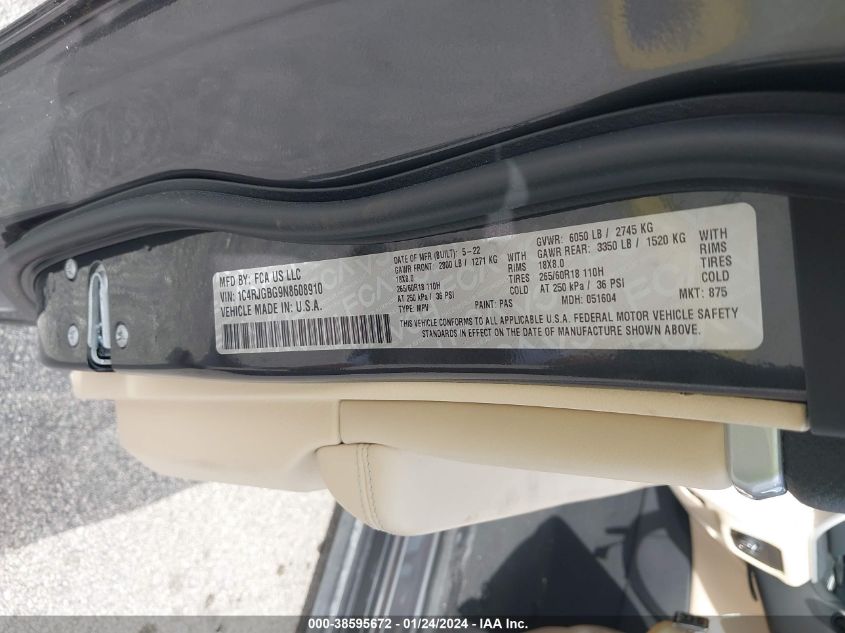 MFD BY: FCA US LLC
DATE OF MFR (BUILT): 5-22
GVWR: 6050 LB / 2745 KG
VIN: 1C4RJGBG9N8608910
GAWR FRONT: 2800 LB / 1271 KG WITH
GAWR REAR: 3350 LB / 1520 KG WITH
VEHICLE MADE IN: U.S.A.
18X8.0 RIMS
18X8.0 RIMS
265/60R18 110H TIRES
265/60R18 110H TIRES
AT 250 kPa / 36 PSI COLD
AT 250 kPa / 36 PSI COLD
TYPE: MPV PAINT: PAS MDH: 051604 MKT: 875
THIS VEHICLE CONFORMS TO ALL APPLICABLE U.S.A. FEDERAL MOTOR VEHICLE SAFETY
STANDARDS IN EFFECT ON THE DATE OF MANUFACTURE SHOWN ABOVE.
000-38595672 - 01/24/2024 - IAA Inc.